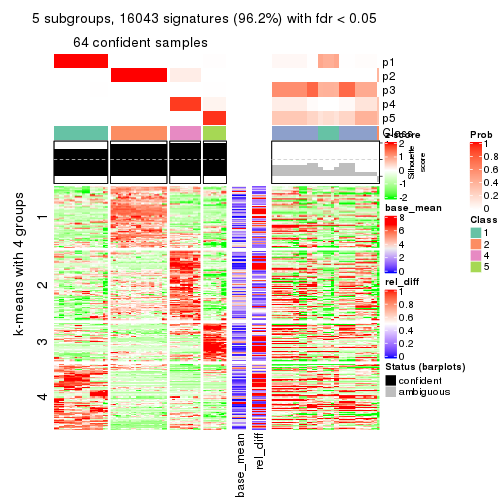 5 subgroups, 16043 signatures (96.2%) with fdr < 0.05
64 confident samples
p1
p2
p3
p4
p5
Class
z-score
2
1
0
-1
-2
Silhouette
score
Prob
1
0.8
0.6
0.4
0.2
0
base_mean
8
6
4
2
0
Class
1
2
4
5
rel_diff
1
0.8
0.6
0.4
0.2
0
Status (barplots)
confident
ambiguous
k-means with 4 groups
1
2
3
4
base_mean
rel_diff